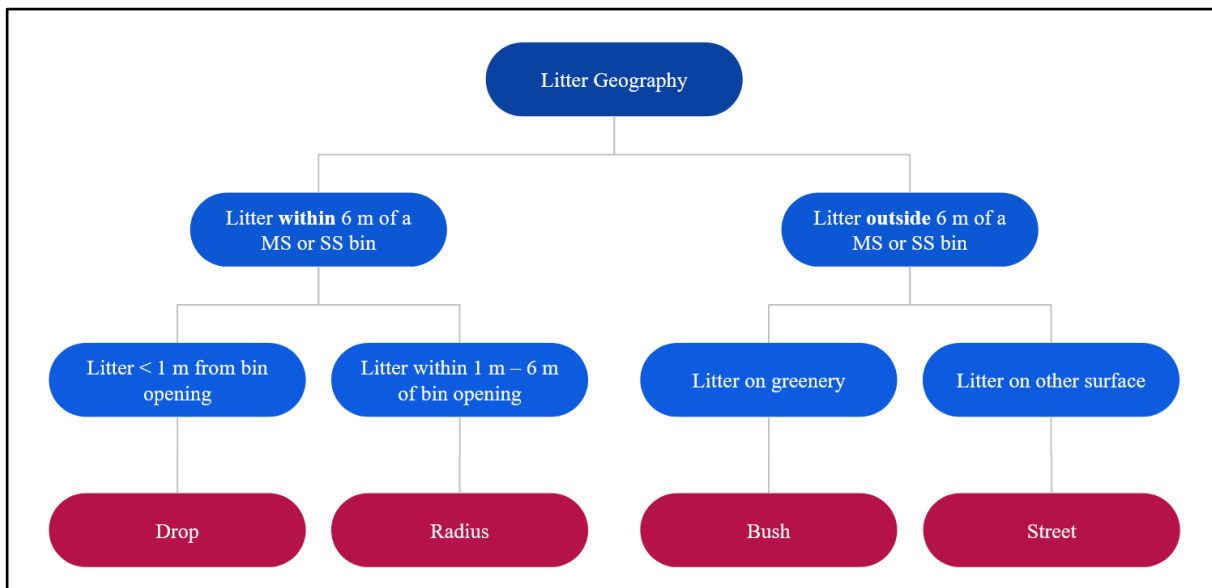 Litter Geography
Litter within 6 m of a
MS or SS bin
Litter outside 6 m of a
MS or SS bin
Litter < 1 m from bin
opening
Litter within 1 m – 6 m
of bin opening
Litter on greenery
Litter on other surface
Drop
Radius
Bush
Street